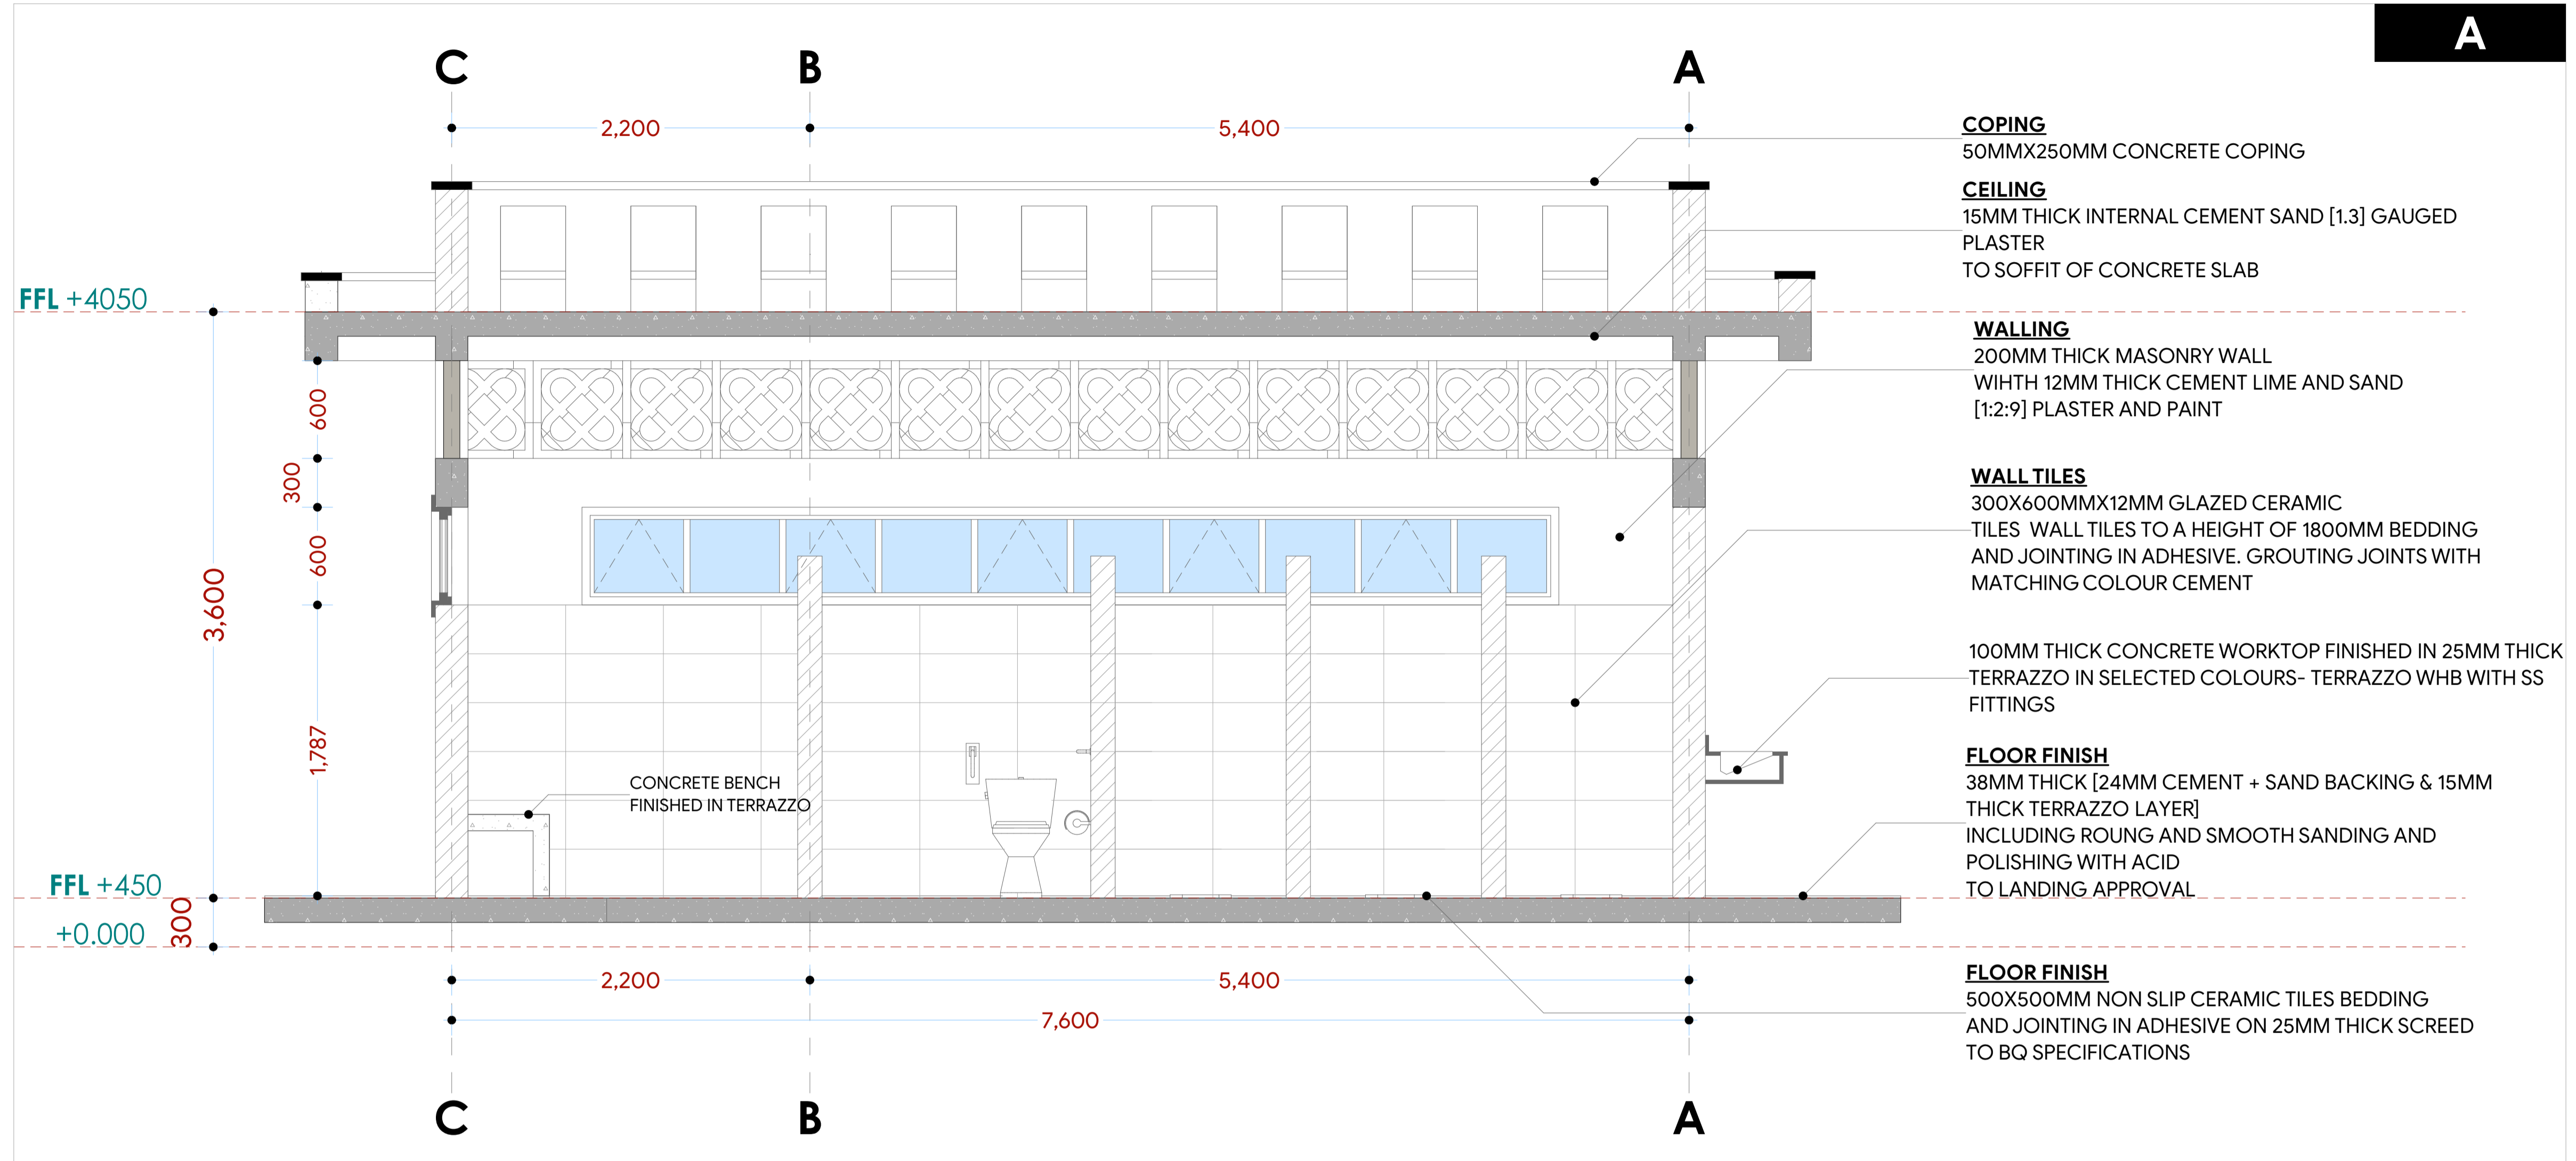 A
C
B
A
2,200
5,400
COPING
50MMX250MM CONCRETE COPING
CEILING
15MM THICK INTERNAL CEMENT SAND [1.3] GAUGED
PLASTER
TO SOFFIT OF CONCRETE SLAB
FFL +4050
WALLING
200MM THICK MASONRY WALL
WIHTH 12MM THICK CEMENT LIME AND SAND
[1:2:9] PLASTER AND PAINT
600
300
600
3,600
1,787
WALL TILES
300X600MMX12MM GLAZED CERAMIC
TILES WALL TILES TO A HEIGHT OF 1800MM BEDDING
AND JOINTING IN ADHESIVE. GROUTING JOINTS WITH
MATCHING COLOUR CEMENT
100MM THICK CONCRETE WORKTOP FINISHED IN 25MM THICK
TERRAZZO IN SELECTED COLOURS- TERRAZZO WHB WITH SS
FITTINGS
CONCRETE BENCH
FINISHED IN TERRAZZO
FLOOR FINISH
38MM THICK [24MM CEMENT + SAND BACKING & 15MM
THICK TERRAZZO LAYER]
INCLUDING ROUNG AND SMOOTH SANDING AND
POLISHING WITH ACID
TO LANDING APPROVAL
FFL +450
300
+0.000
2,200
5,400
7,600
FLOOR FINISH
500X500MM NON SLIP CERAMIC TILES BEDDING
AND JOINTING IN ADHESIVE ON 25MM THICK SCREED
TO BQ SPECIFICATIONS
C
B
A